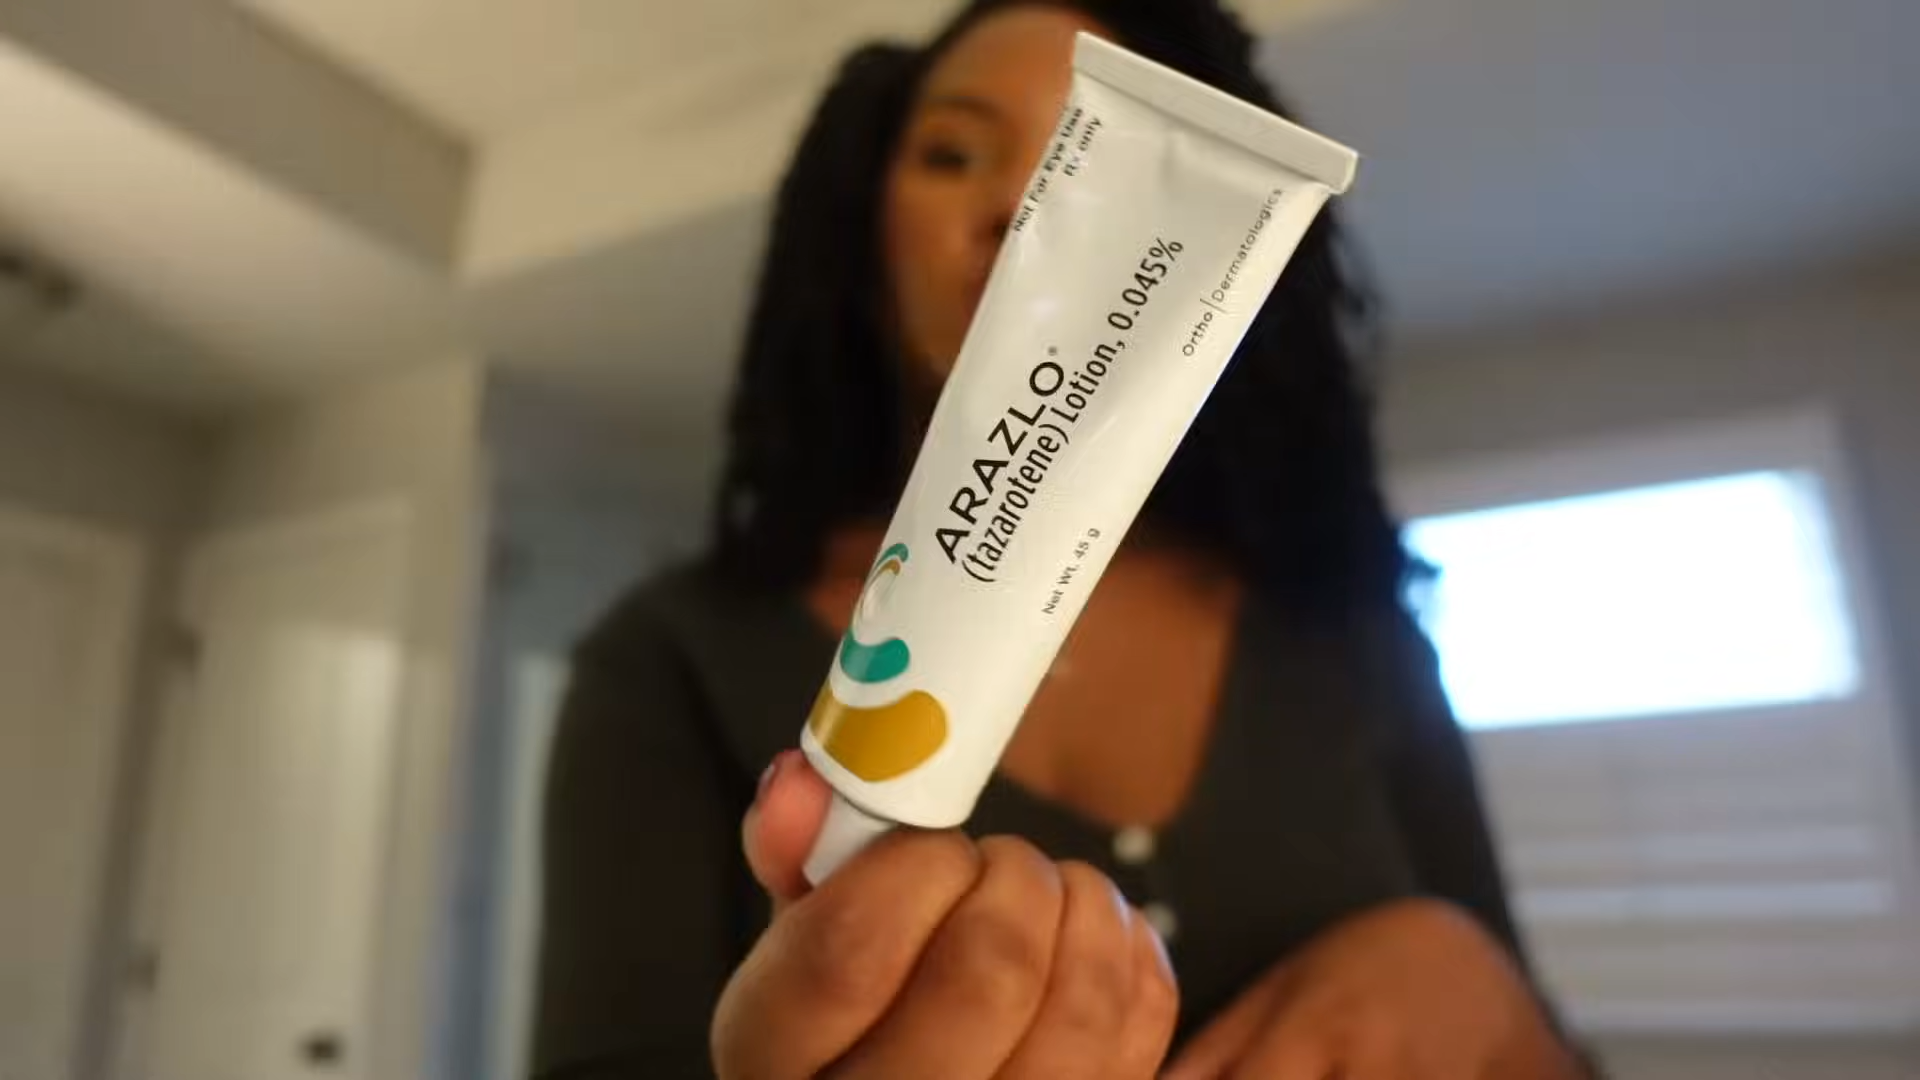 Not For Eye Use
Rx only
ARAZLO®
(tazarotene) Lotion, 0.045%
Ortho | Dermatologics
Net Wt. 45 g